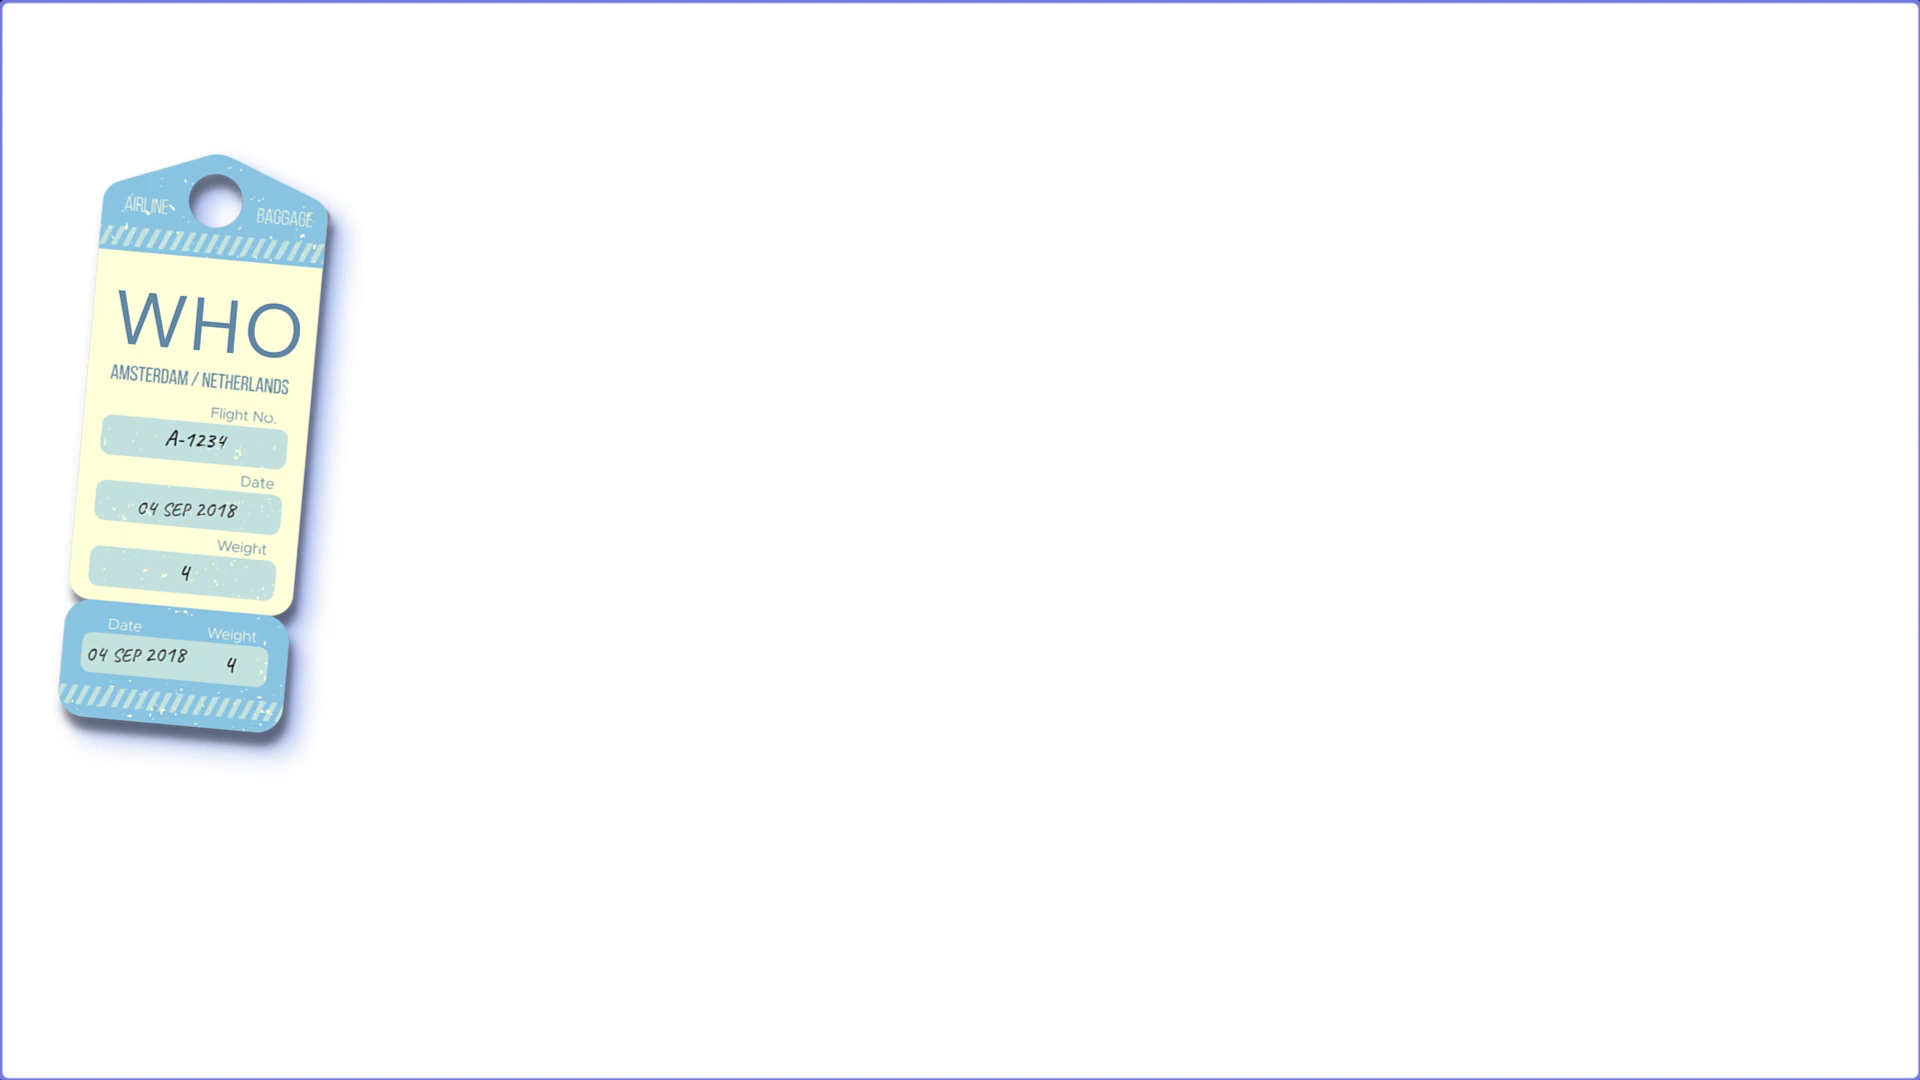 AIRLINE BAGGAGE
WHO
AMSTERDAM / NETHERLANDS
Flight No.
A-1234
Date
04 SEP 2018
Weight
4
Date Weight
04 SEP 2018 4